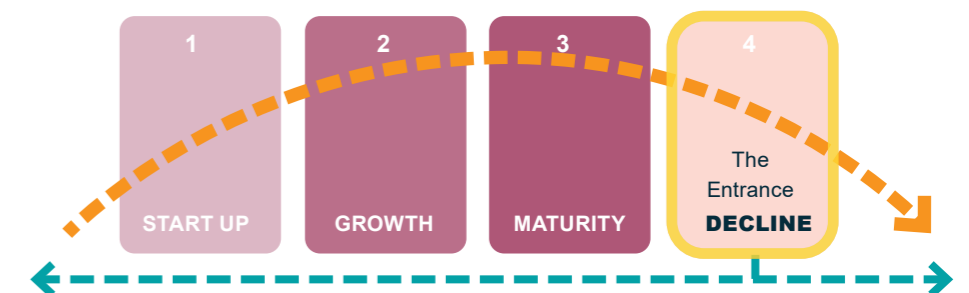 1
START UP
2
GROWTH
3
MATURITY
4
The
Entrance
DECLINE